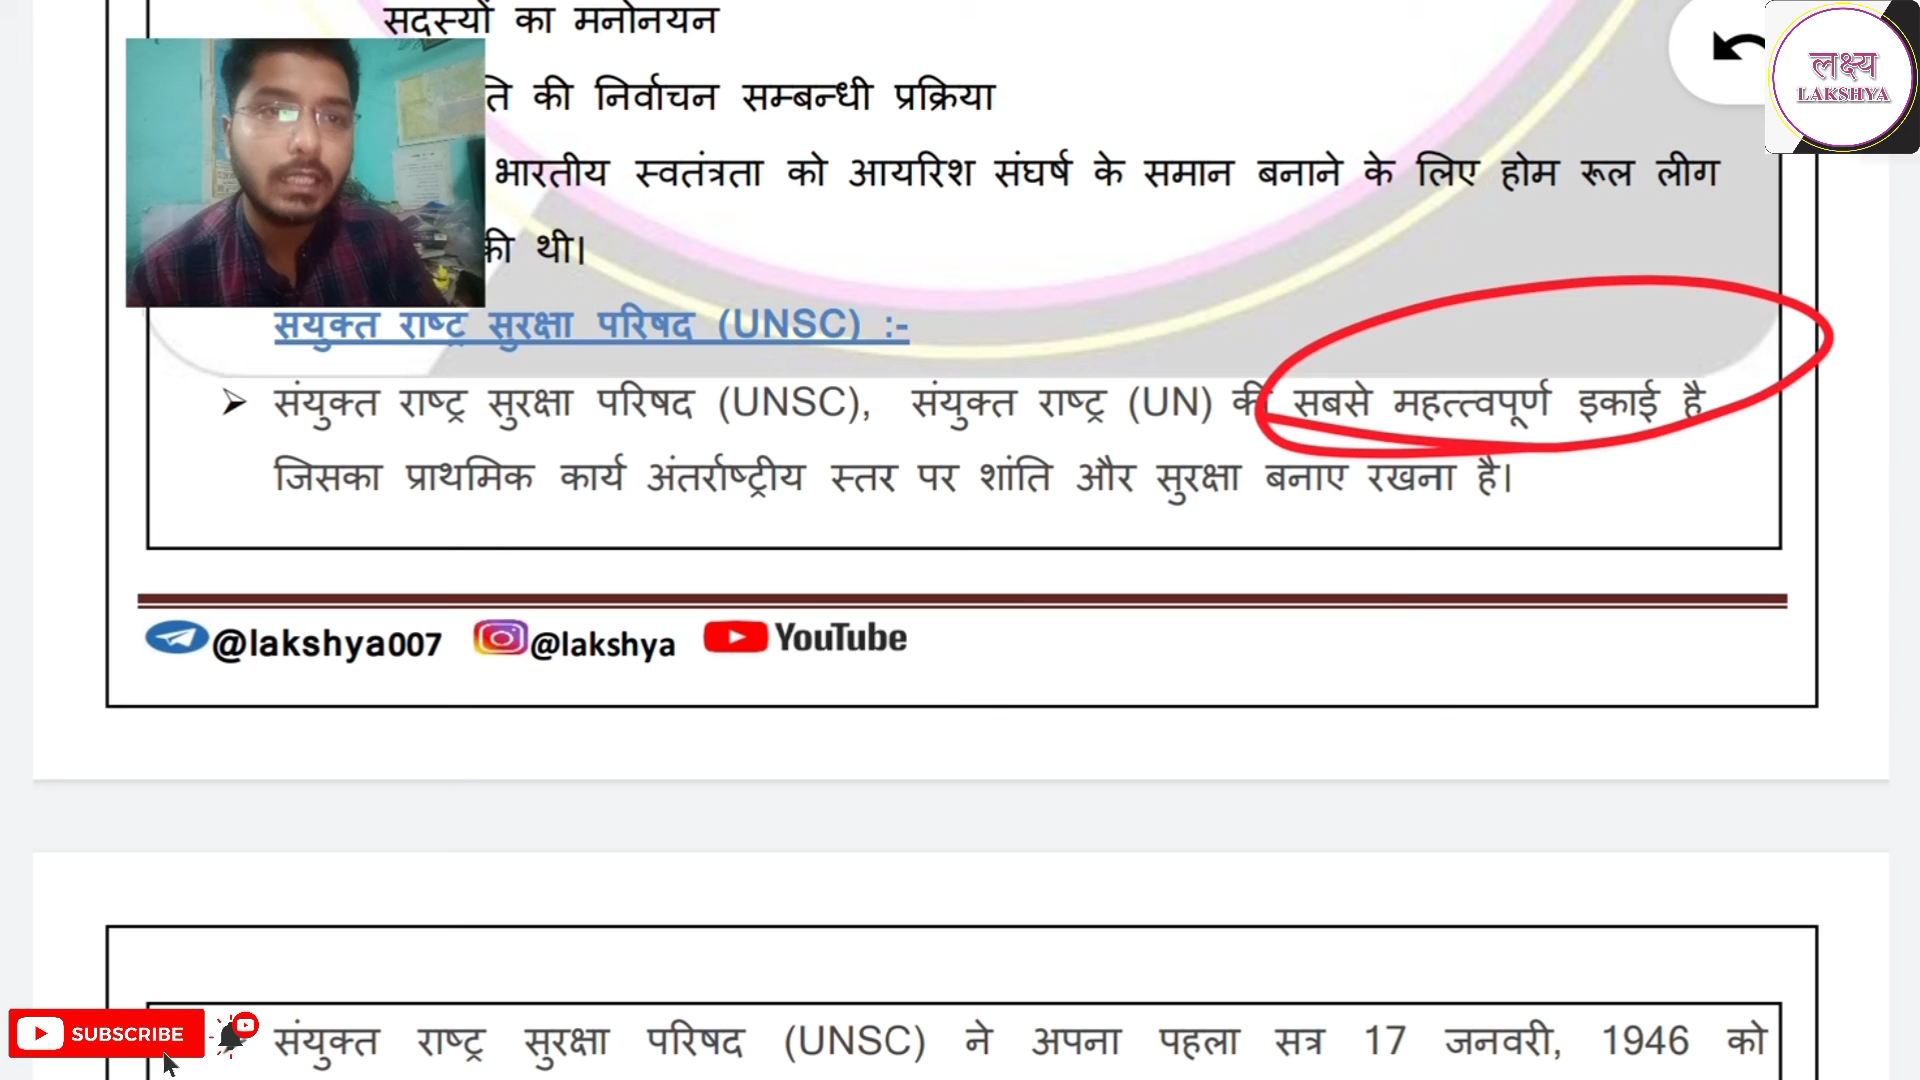 सदस्यों का मनोनयन
ति की निर्वाचन सम्बन्धी प्रक्रिया
भारतीय स्वतंत्रता को आयरिश संघर्ष के समान बनाने के लिए होम रूल लीग
की थी।
संयुक्त राष्ट्र सुरक्षा परिषद (UNSC) :-
संयुक्त राष्ट्र सुरक्षा परिषद (UNSC), संयुक्त राष्ट्र (UN) की सबसे महत्त्वपूर्ण इकाई है
जिसका प्राथमिक कार्य अंतर्राष्ट्रीय स्तर पर शांति और सुरक्षा बनाए रखना है।
@lakshya007 @lakshya YouTube
संयुक्त राष्ट्र सुरक्षा परिषद (UNSC) ने अपना पहला सत्र 17 जनवरी, 1946 को
लक्ष्य
LAKSHYA
SUBSCRIBE